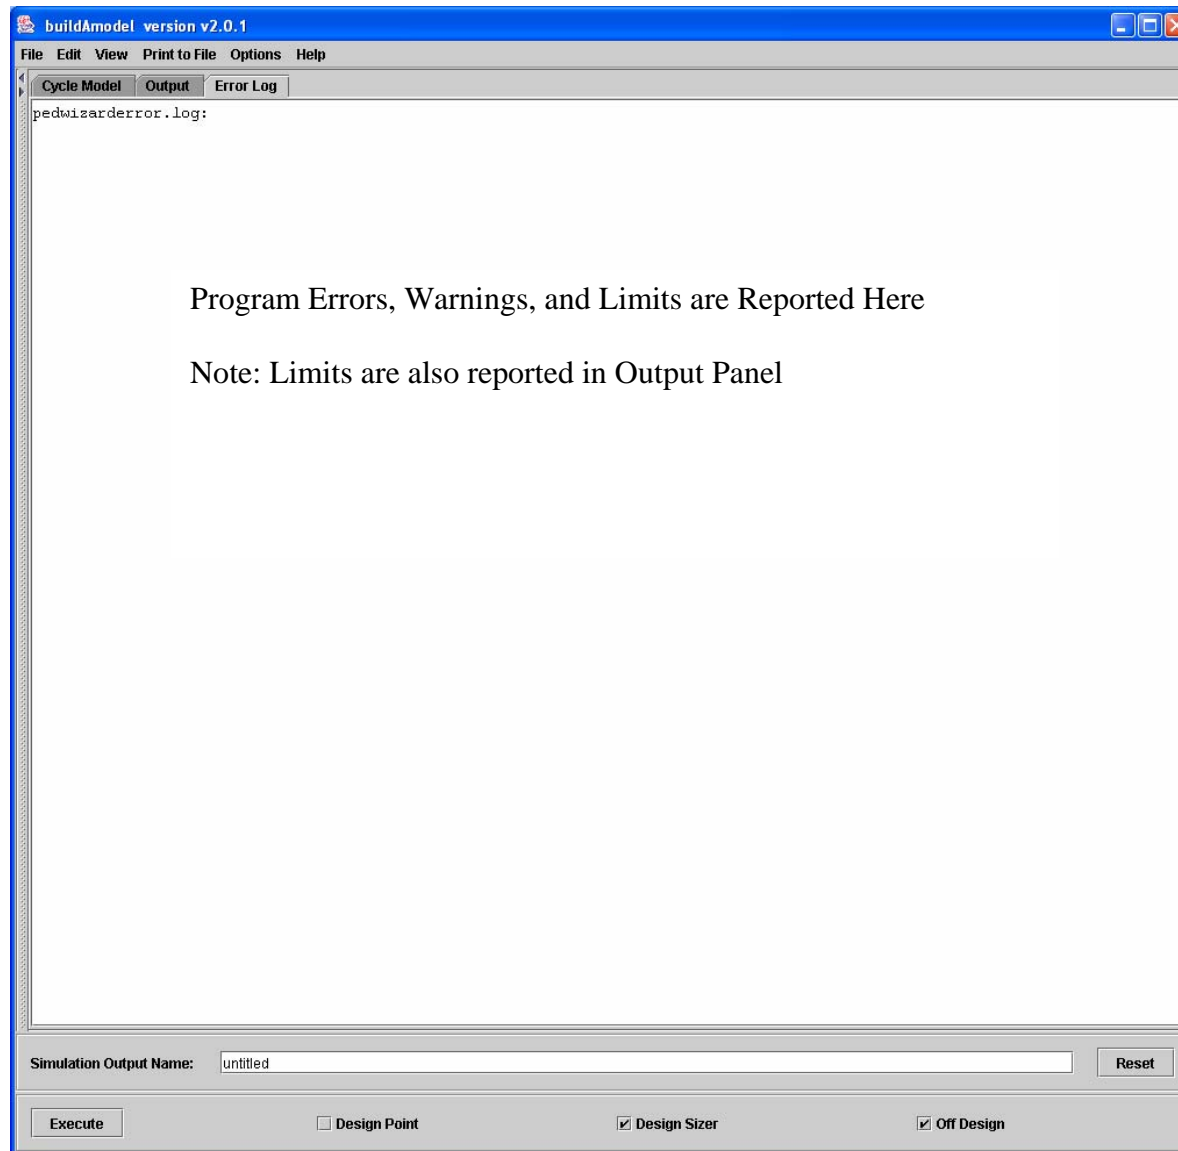 buildAmodel version v2.0.1
File Edit View Print to File Options Help
Cycle Model Output Error Log
pedwizarderror.log:
Program Errors, Warnings, and Limits are Reported Here
Note: Limits are also reported in Output Panel
Simulation Output Name: untitled Reset
Execute Design Point Design Sizer Off Design